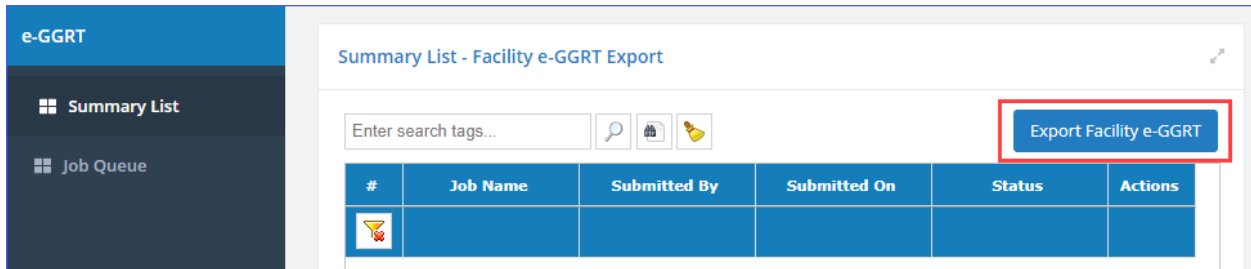 e-GGRT
Summary List - Facility e-GGRT Export
Summary List
Enter search tags...
Export Facility e-GGRT
Job Queue
# Job Name Submitted By Submitted On Status Actions